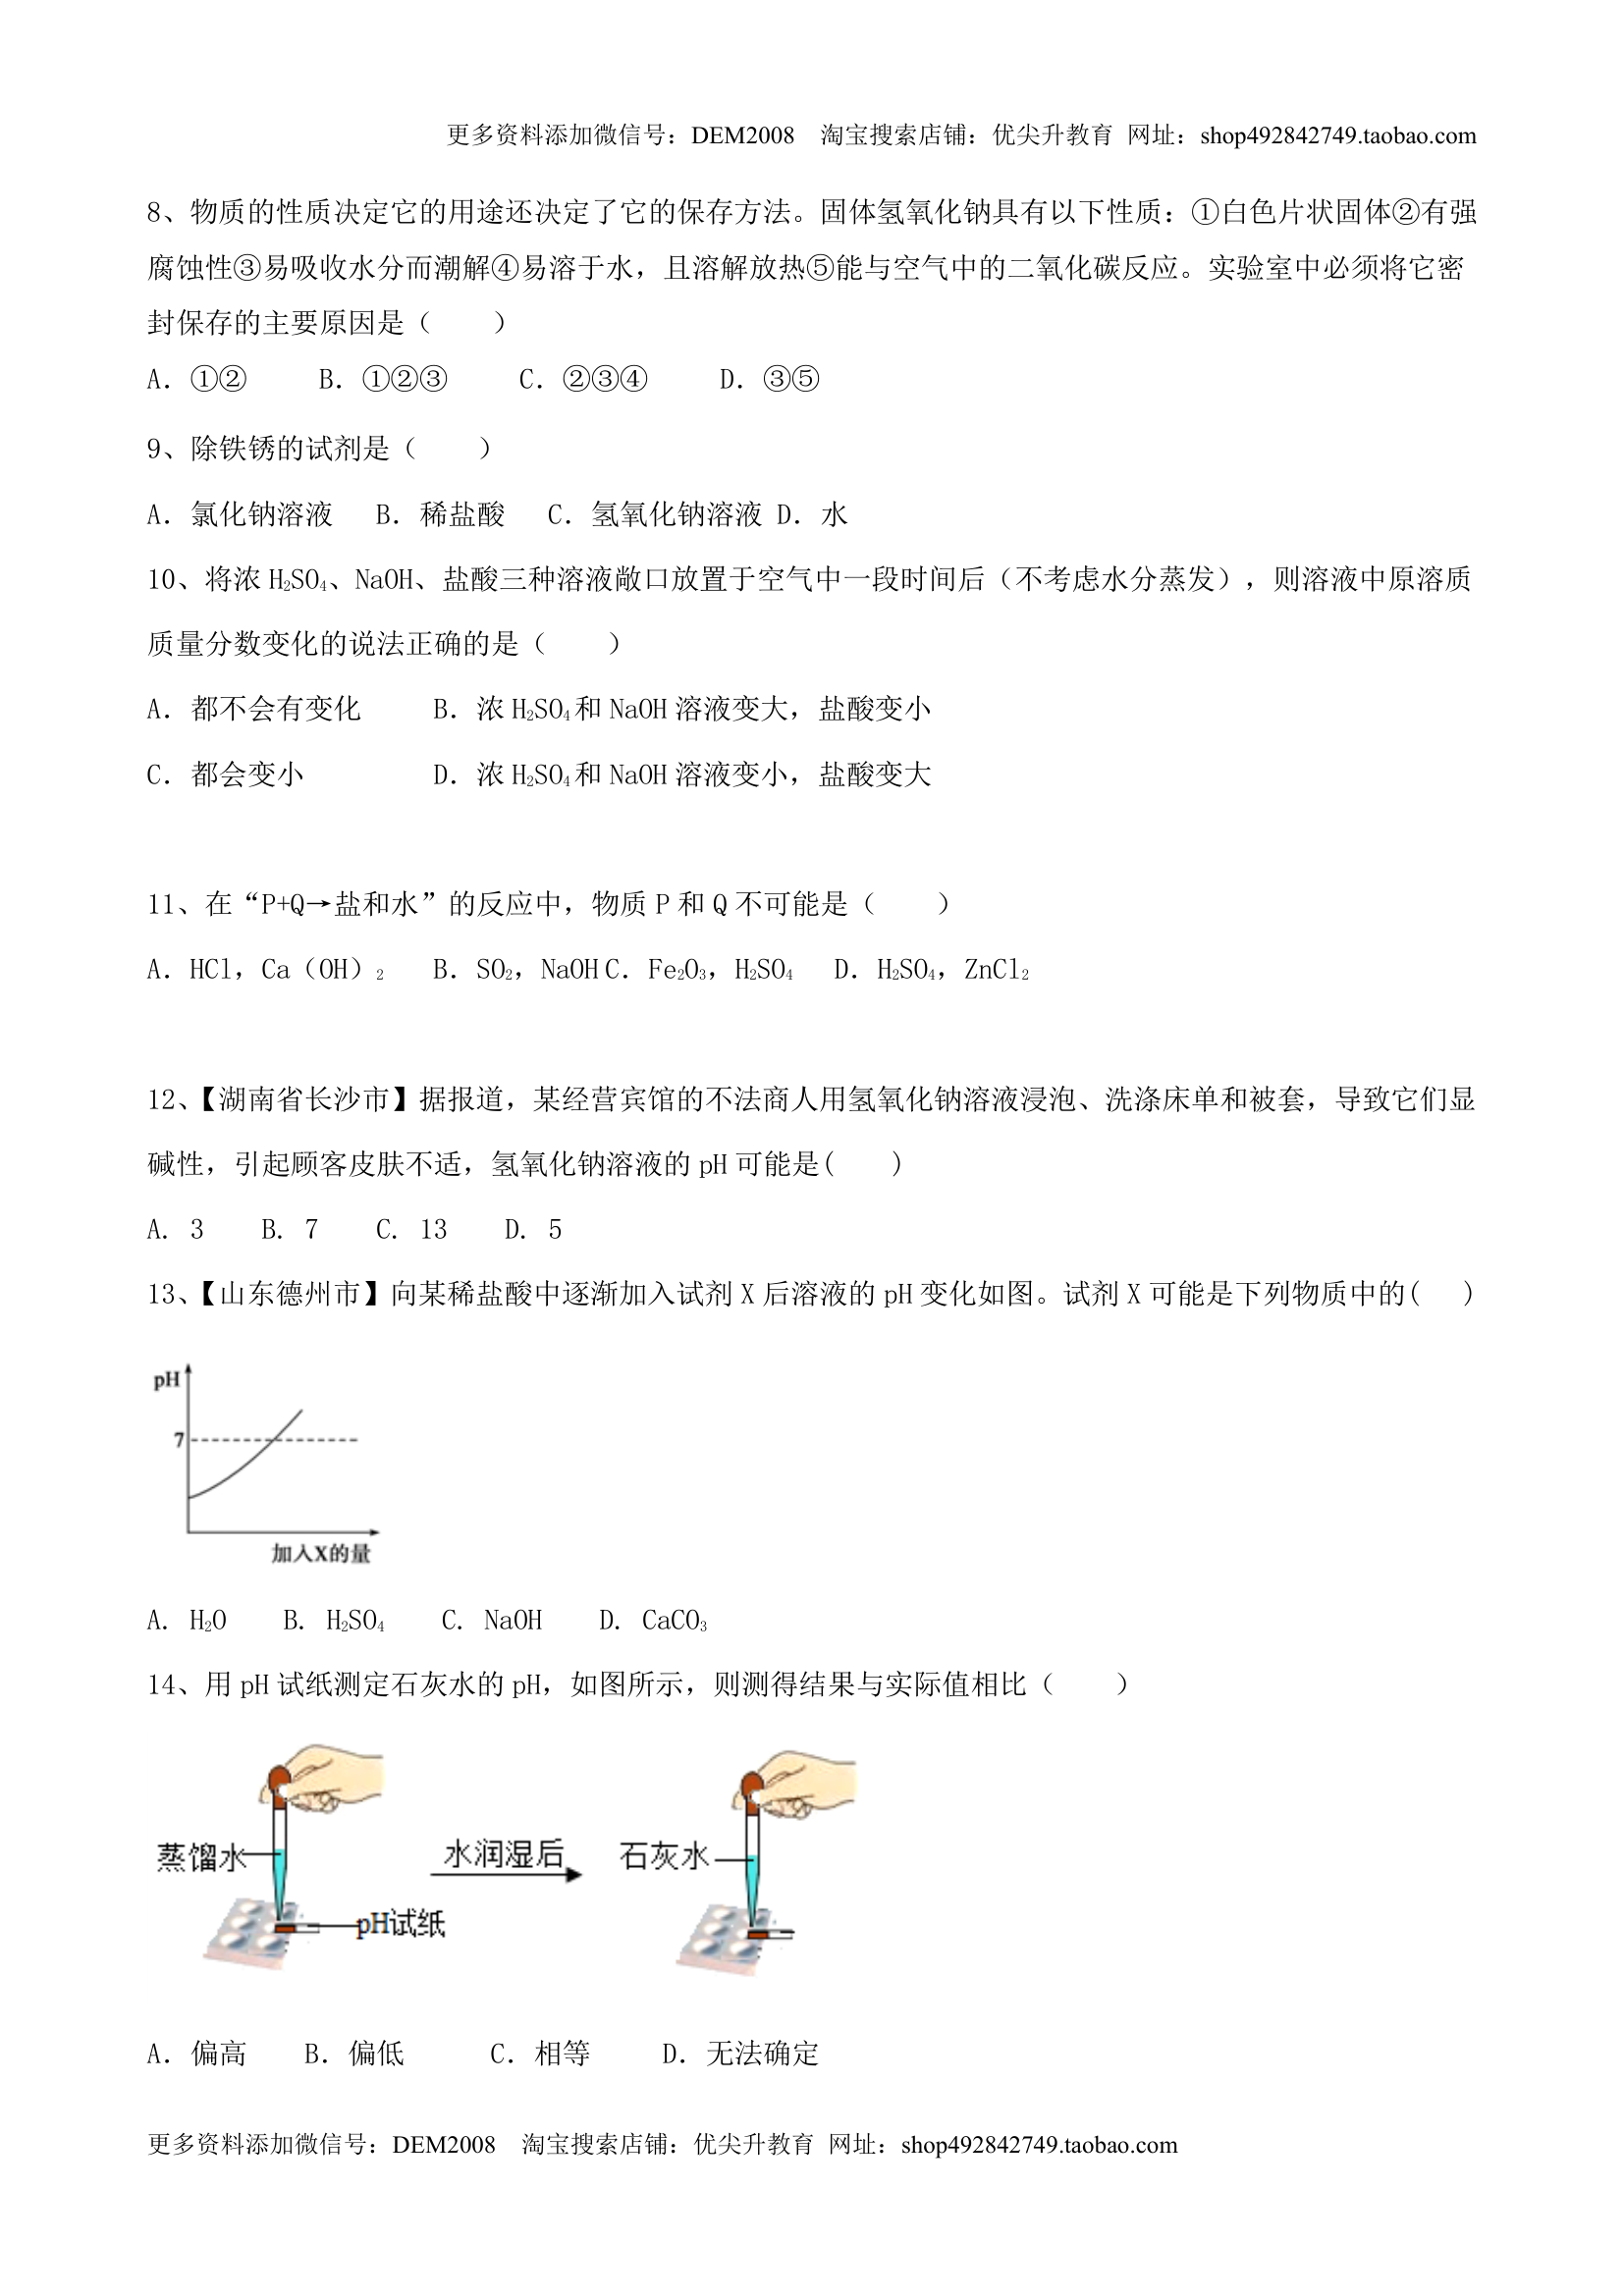 更多资料添加微信号：DEM2008    淘宝搜索店铺：优尖升教育  网址：shop492842749.taobao.com
8、物质的性质决定它的用途还决定了它的保存方法。固体氢氧化钠具有以下性质：①白色片状固体②有强
腐蚀性③易吸收水分而潮解④易溶于水，且溶解放热⑤能与空气中的二氧化碳反应。实验室中必须将它密
封保存的主要原因是（    ）
A．①②    B．①②③    C．②③④    D．③⑤
9、除铁锈的试剂是（    ）
A．氯化钠溶液   B．稀盐酸   C．氢氧化钠溶液 D．水
10、将浓 H₂SO₄、NaOH、盐酸三种溶液敞口放置于空气中一段时间后（不考虑水分蒸发），则溶液中原溶质
质量分数变化的说法正确的是（    ）
A．都不会有变化    B．浓 H₂SO₄和 NaOH 溶液变大，盐酸变小
C．都会变小    D．浓 H₂SO₄和 NaOH 溶液变小，盐酸变大
11、在“P+Q→盐和水”的反应中，物质 P 和 Q 不可能是（    ）
A．HCl，Ca（OH）₂   B．SO₂，NaOH C．Fe₂O₃，H₂SO₄   D．H₂SO₄，ZnCl₂
12、【湖南省长沙市】据报道，某经营宾馆的不法商人用氢氧化钠溶液浸泡、洗涤床单和被套，导致它们显
碱性，引起顾客皮肤不适，氢氧化钠溶液的 pH 可能是(    )
A. 3    B. 7    C. 13    D. 5
13、【山东德州市】向某稀盐酸中逐渐加入试剂 X 后溶液的 pH 变化如图。试剂 X 可能是下列物质中的(   )
pH
7
加入X的量
A. H₂O    B. H₂SO₄    C. NaOH    D. CaCO₃
14、用 pH 试纸测定石灰水的 pH，如图所示，则测得结果与实际值相比（    ）
蒸馏水 水润湿后 石灰水
pH试纸
A．偏高    B．偏低    C．相等    D．无法确定
更多资料添加微信号：DEM2008    淘宝搜索店铺：优尖升教育  网址：shop492842749.taobao.com